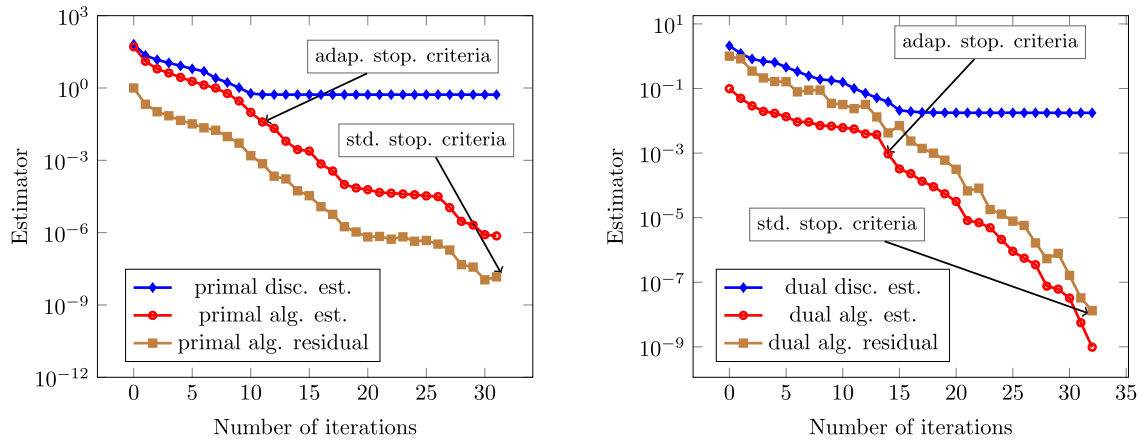 10^3
10^0
10^−3
10^−6
10^−9
10^−12
Estimator
adap. stop. criteria
std. stop. criteria
primal disc. est.
primal alg. est.
primal alg. residual
0 5 10 15 20 25 30
Number of iterations
10^1
10^−1
10^−3
10^−5
10^−7
10^−9
Estimator
adap. stop. criteria
std. stop. criteria
dual disc. est.
dual alg. est.
dual alg. residual
0 5 10 15 20 25 30 35
Number of iterations